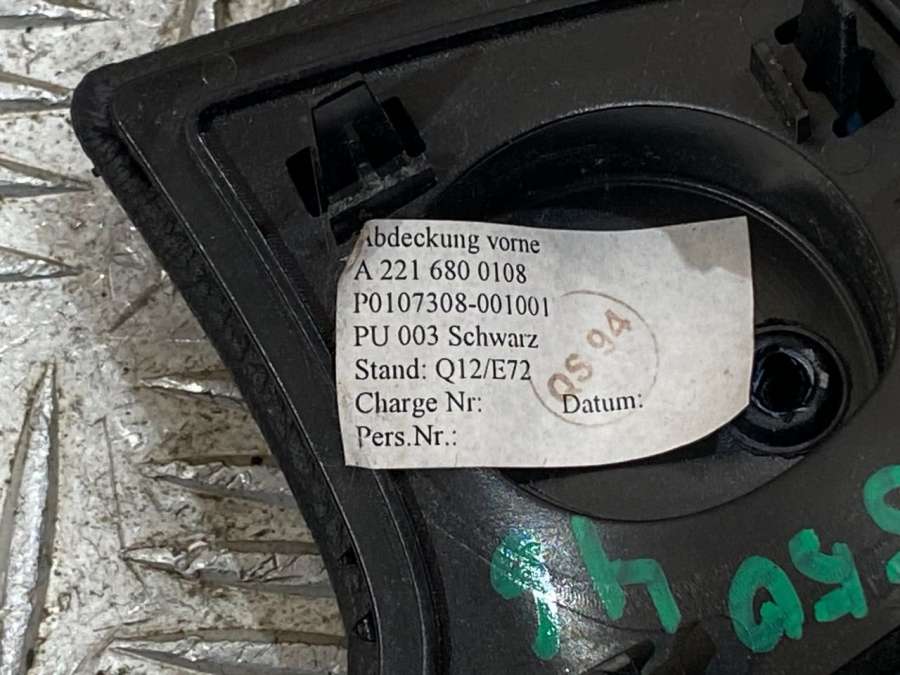 Abdeckung vorne
A 221 680 0108
P0107308-001001
PU 003 Schwarz
Stand: Q12/E72
Charge Nr: Datum:
Pers.Nr.:
QS 94